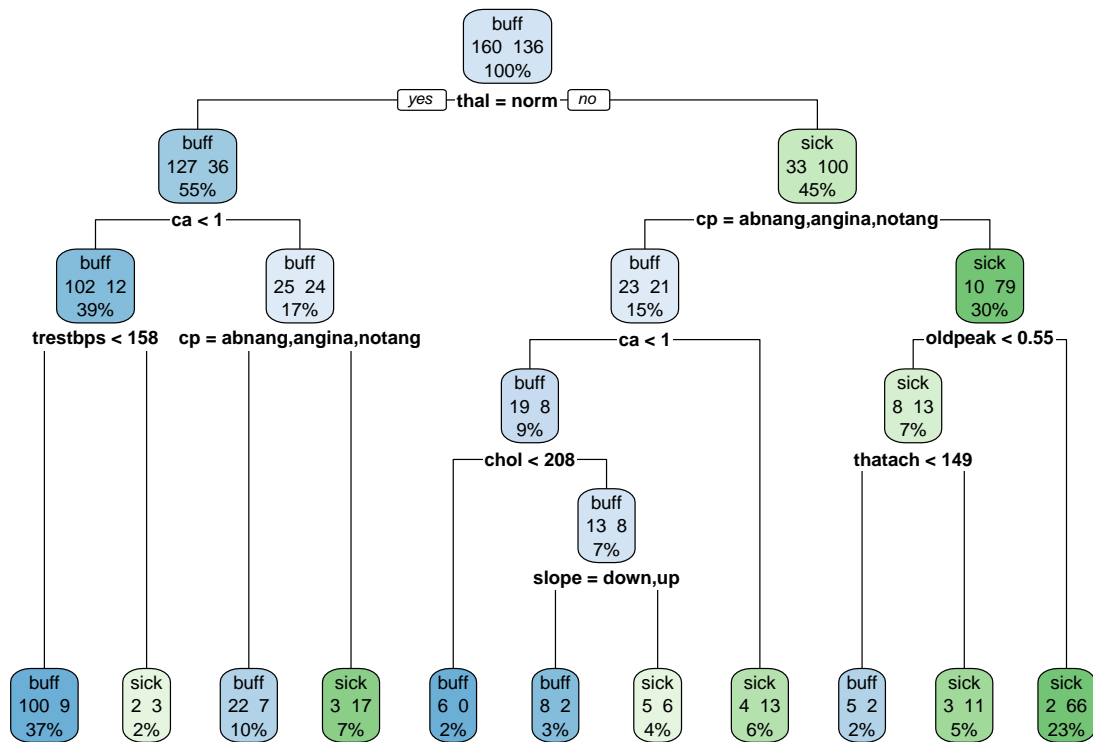 buff
160 136
100%
yes thal = norm no
buff
127 36
55%
sick
33 100
45%
ca < 1
cp = abnang,angina,notang
buff
102 12
39%
buff
25 24
17%
buff
23 21
15%
sick
10 79
30%
trestbps < 158
cp = abnang,angina,notang
ca < 1
oldpeak < 0.55
buff
19 8
9%
sick
8 13
7%
chol < 208
thatach < 149
buff
13 8
7%
slope = down,up
buff
100 9
37%
sick
2 3
2%
buff
22 7
10%
sick
3 17
7%
buff
6 0
2%
buff
8 2
3%
sick
5 6
4%
sick
4 13
6%
buff
5 2
2%
sick
3 11
5%
sick
2 66
23%